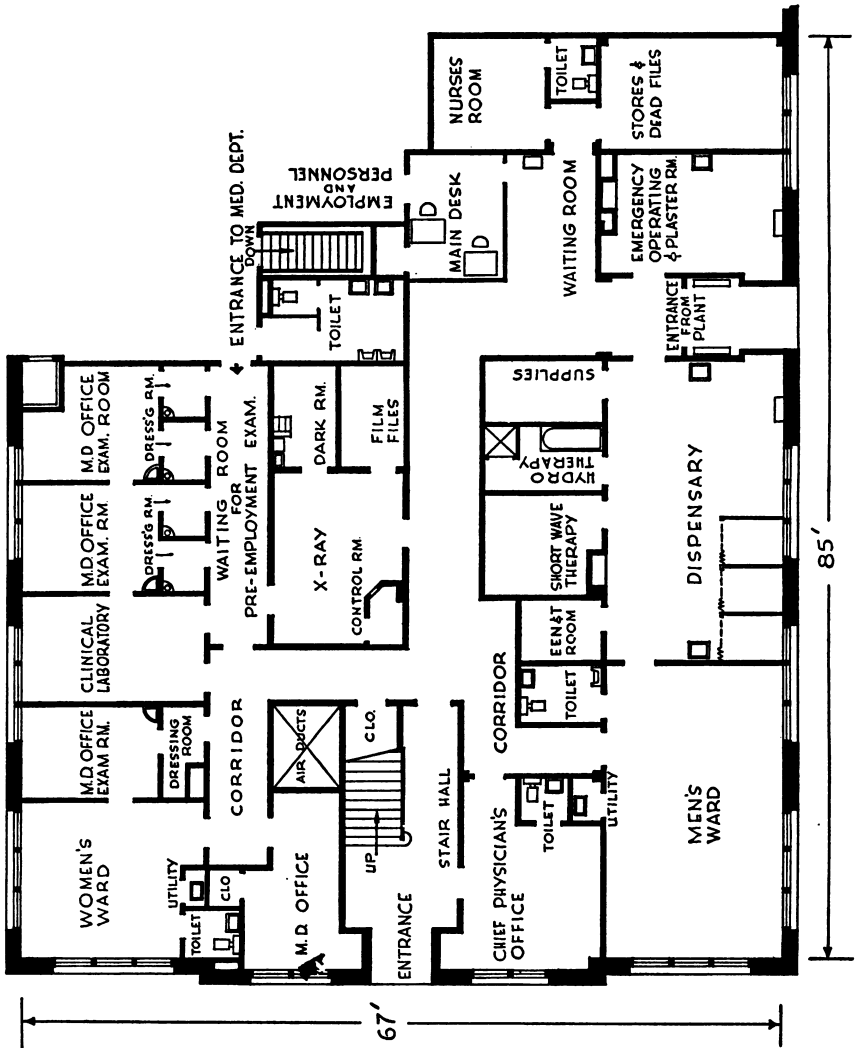 NURSES
ROOM
TOILET
STORES &
DEAD FILES
ENTRANCE TO MED. DEPT.
EMPLOYMENT
AND
PERSONNEL
DOWN
MAIN DESK
WAITING ROOM
EMERGENCY
OPERATING
& PLASTER RM.
TOILET
ENTRANCE
FROM
PLANT
M.D. OFFICE
EXAM. ROOM
DRESS'G RM.
WAITING ROOM
FOR
PRE-EMPLOYMENT EXAM.
DARK RM.
FILM
FILES
SUPPLIES
HYDRO
THERAPY
M.D. OFFICE
EXAM. RM.
DRESS'G RM.
X-RAY
CONTROL RM.
SHORT WAVE
THERAPY
DISPENSARY
85'
CLINICAL
LABORATORY
EEN&T
ROOM
M.D. OFFICE
EXAM RM.
DRESSING
ROOM
CORRIDOR
AIR DUCTS
CLO.
CORRIDOR
TOILET
UP
STAIR HALL
WOMEN'S
WARD
UTILITY
CLO
TOILET
M.D. OFFICE
ENTRANCE
CHIEF PHYSICIAN'S
OFFICE
TOILET
UTILITY
MEN'S
WARD
67'